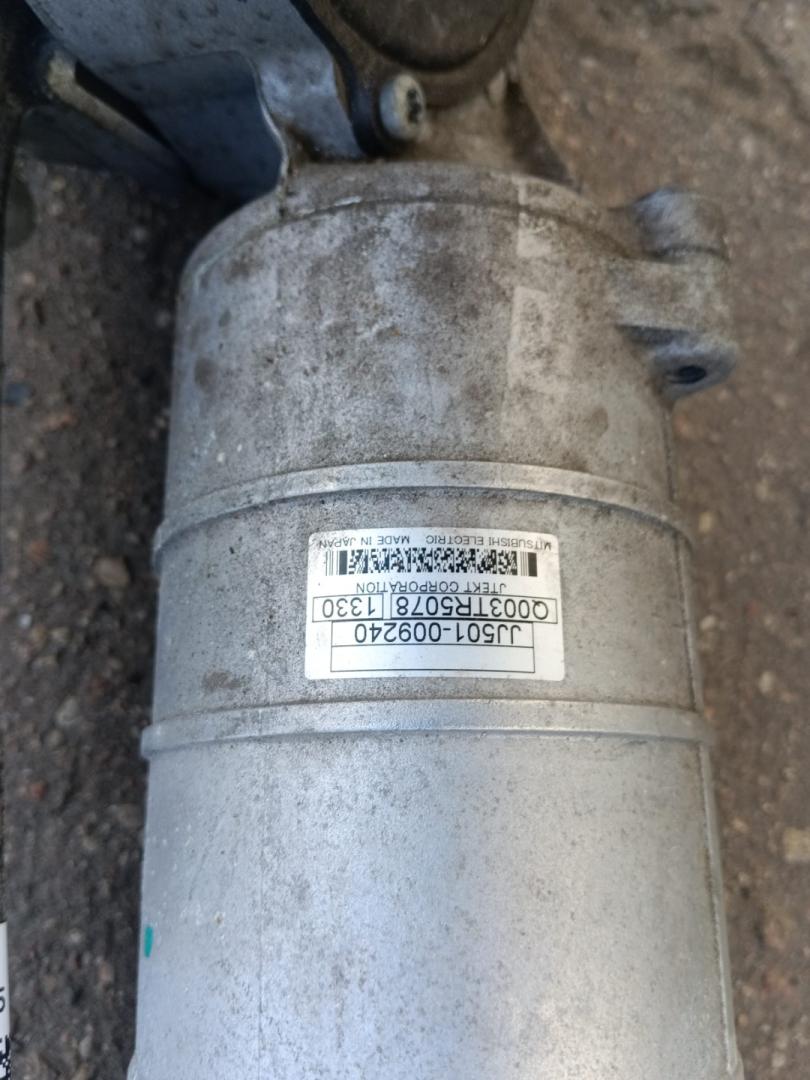 JJ501-009240
Q003TR5078 1330
JTEKT CORPORATION
MITSUBISHI ELECTRIC MADE IN JAPAN